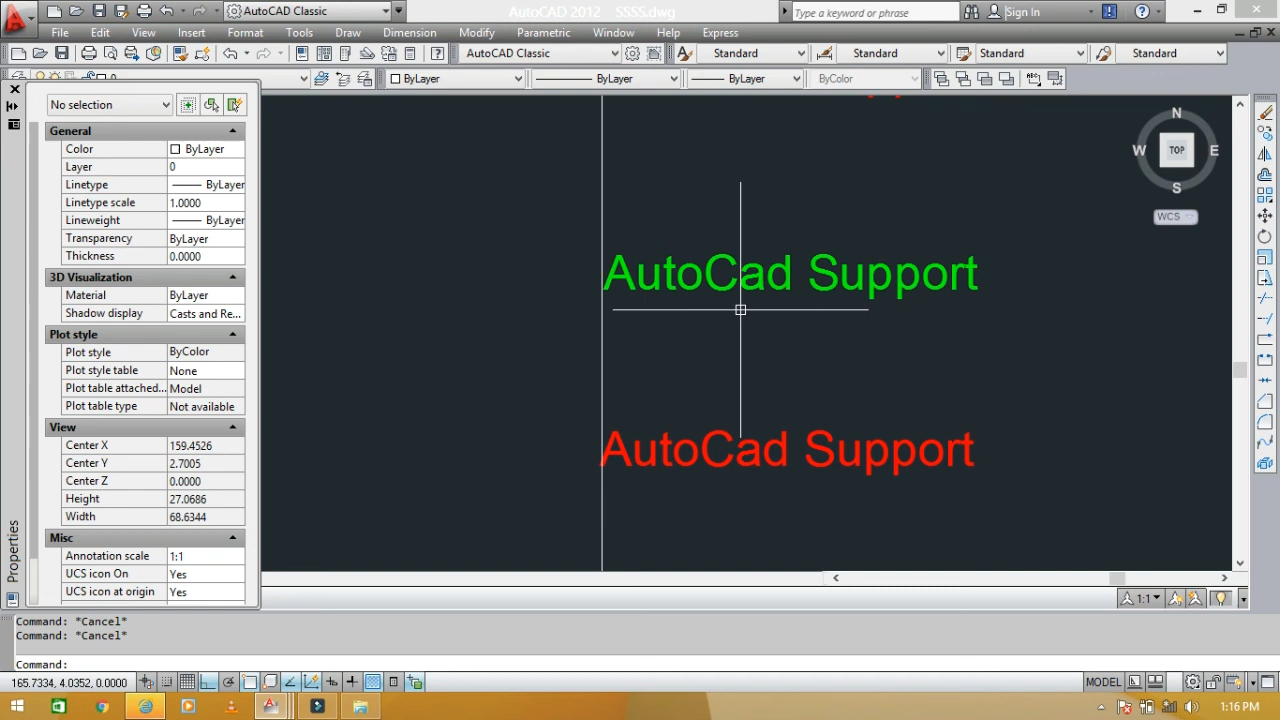 AutoCAD Classic
AutoCAD 2012 SSSS.dwg
Type a keyword or phrase
Sign In
File Edit View Insert Format Tools Draw Dimension Modify Parametric Window Help Express
AutoCAD Classic Standard Standard Standard Standard
ByLayer ByLayer ByLayer ByColor
No selection
General
Color ByLayer
Layer 0
Linetype ByLayer
Linetype scale 1.0000
Lineweight ByLayer
Transparency ByLayer
Thickness 0.0000
3D Visualization
Material ByLayer
Shadow display Casts and Re...
Plot style
Plot style ByColor
Plot style table None
Plot table attached... Model
Plot table type Not available
View
Center X 159.4526
Center Y 2.7005
Center Z 0.0000
Height 27.0686
Width 68.6344
Misc
Annotation scale 1:1
UCS icon On Yes
UCS icon at origin Yes
Properties
N
W TOP E
S
WCS
AutoCad Support
AutoCad Support
1:1
Command: *Cancel*
Command: *Cancel*
Command:
165.7334, 4.0352, 0.0000
MODEL
1:16 PM